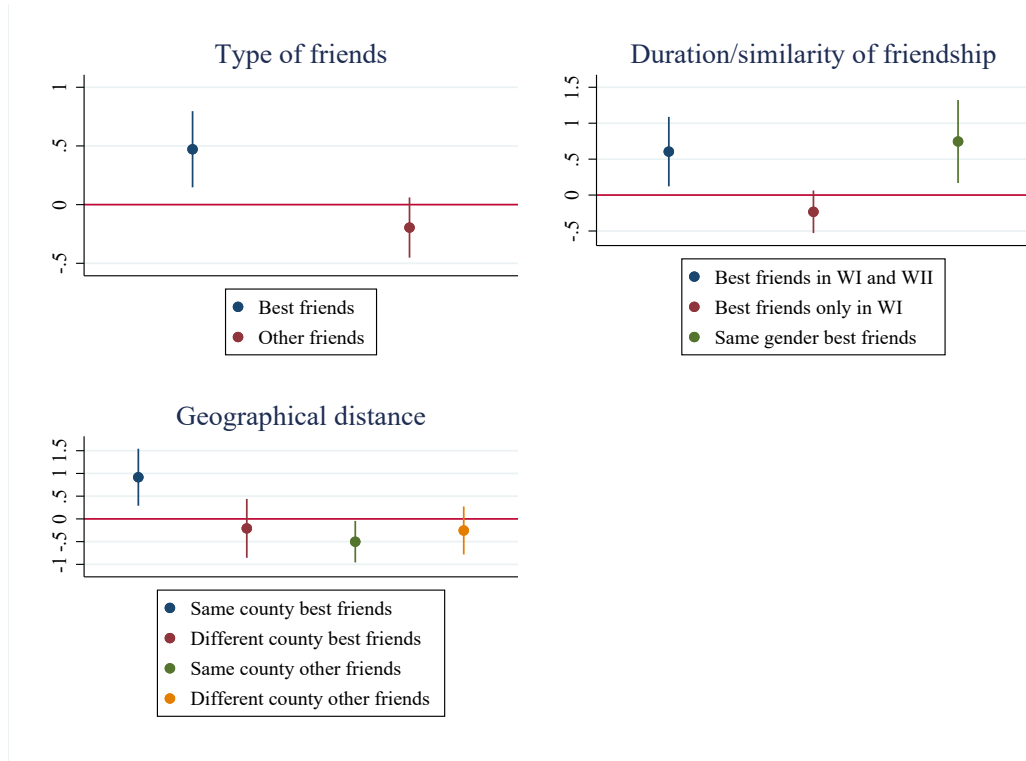 Type of friends
1
.5
0
-.5
Best friends
Other friends
Duration/similarity of friendship
1.5
1
.5
0
-.5
Best friends in WI and WII
Best friends only in WI
Same gender best friends
Geographical distance
1.5
1
.5
0
-.5
-1
Same county best friends
Different county best friends
Same county other friends
Different county other friends